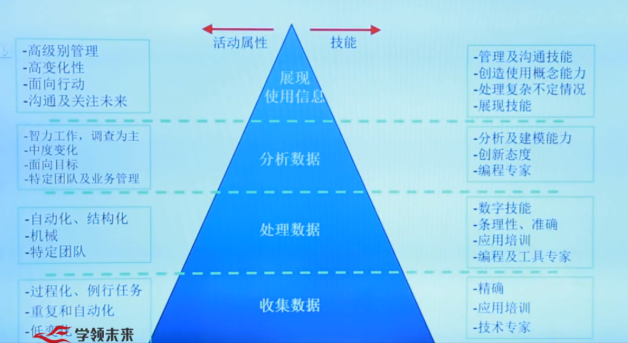 活动属性 技能
-高级别管理
-高变化性
-面向行动
-沟通及关注未来
展现
使用信息
-管理及沟通技能
-创造使用概念能力
-处理复杂不定情况
-展现技能
-智力工作，调查为主
-中度变化
-面向目标
-特定团队及业务管理
分析数据
-分析及建模能力
-创新态度
-编程专家
-自动化、结构化
-机械
-特定团队
处理数据
-数字技能
-条理性、准确
-应用培训
-编程及工具专家
-过程化、例行任务
-重复和自动化
-低变化
收集数据
-精确
-应用培训
-技术专家
学领未来